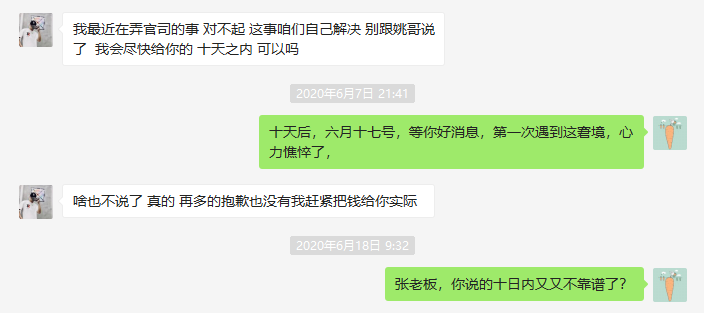 我最近在弄官司的事 对不起 这事咱们自己解决 别跟姚哥说
了 我会尽快给你的 十天之内 可以吗
2020年6月7日 21:41
十天后，六月十七号，等你好消息，第一次遇到这窘境，心
力憔悴了，
啥也不说了 真的 再多的抱歉也没有我赶紧把钱给你实际
2020年6月18日 9:32
张老板，你说的十日内又又不靠谱了？